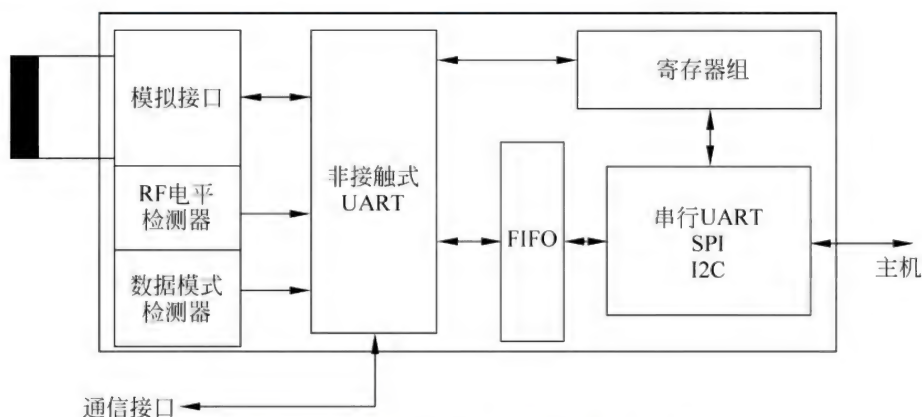 模拟接口
RF电平
检测器
数据模式
检测器
非接触式
UART
FIFO
寄存器组
串行UART
SPI
I2C
主机
通信接口